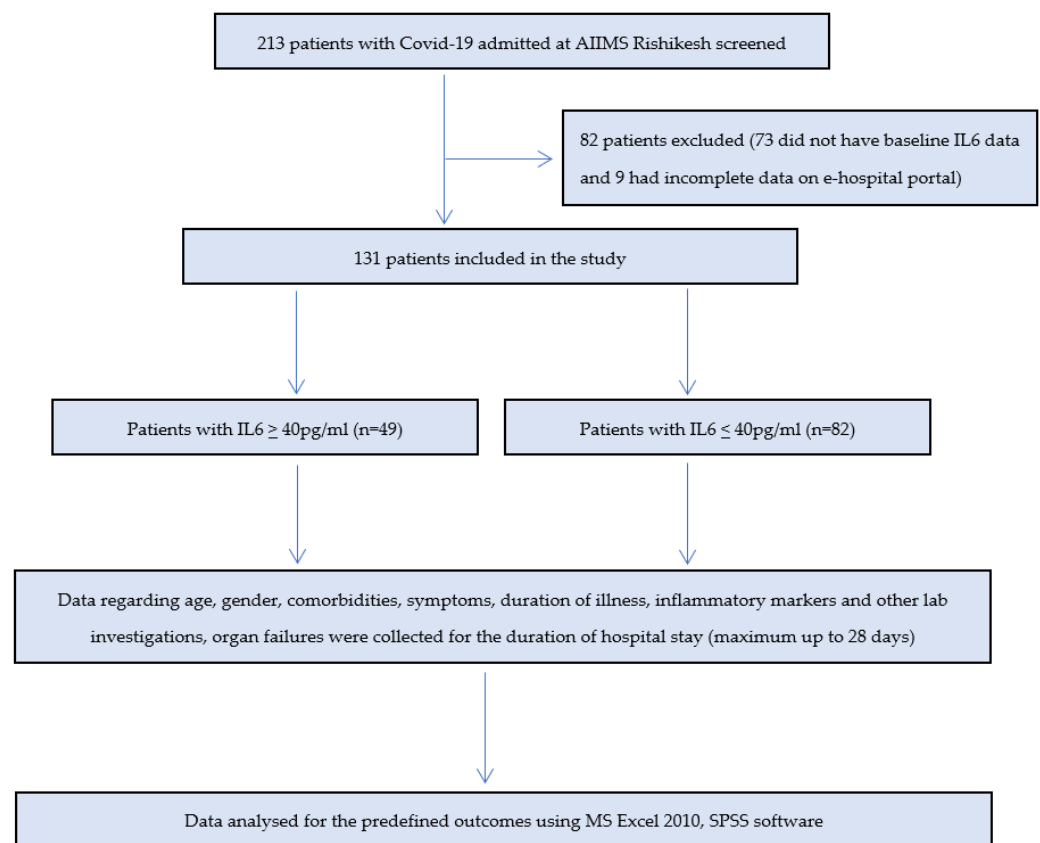 213 patients with Covid-19 admitted at AIIMS Rishikesh screened
82 patients excluded (73 did not have baseline IL6 data
and 9 had incomplete data on e-hospital portal)
131 patients included in the study
Patients with IL6 ≥ 40pg/ml (n=49)
Patients with IL6 ≤ 40pg/ml (n=82)
Data regarding age, gender, comorbidities, symptoms, duration of illness, inflammatory markers and other lab
investigations, organ failures were collected for the duration of hospital stay (maximum up to 28 days)
Data analysed for the predefined outcomes using MS Excel 2010, SPSS software